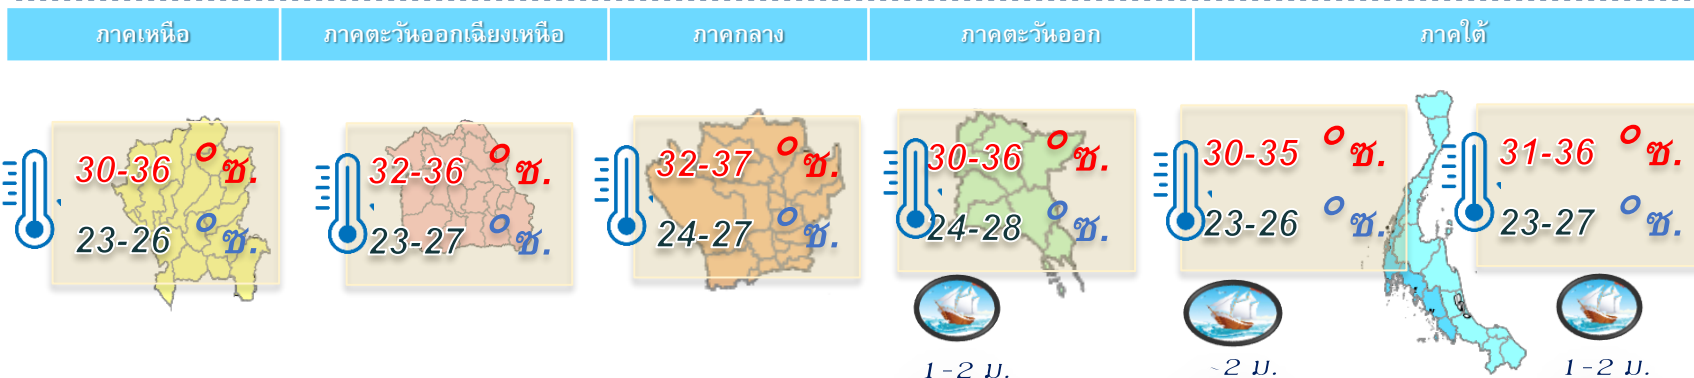 ภาคเหนือ
ภาคตะวันออกเฉียงเหนือ
ภาคกลาง
ภาคตะวันออก
ภาคใต้
30-36 °ซ.
23-26 °ซ.
32-36 °ซ.
23-27 °ซ.
32-37 °ซ.
24-27 °ซ.
30-36 °ซ.
24-28 °ซ.
1-2 ม.
30-35 °ซ.
23-26 °ซ.
2 ม.
31-36 °ซ.
23-27 °ซ.
1-2 ม.